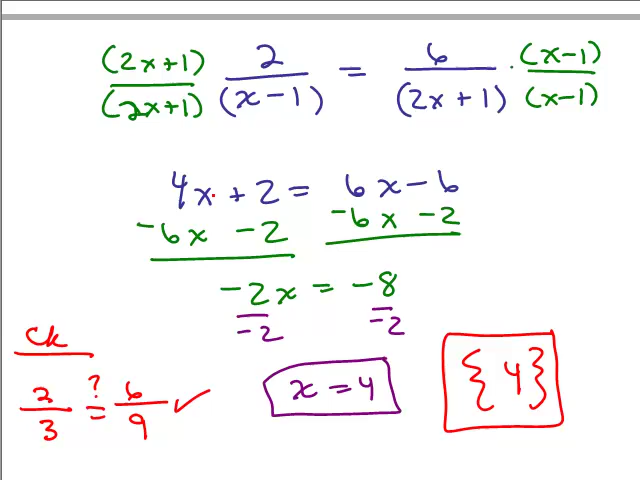 (2x+1)/(2x+1) 2/(x-1) = 6/(2x+1) · (x-1)/(x-1)
4x + 2 = 6x - 6
-6x - 2 -6x - 2
-2x = -8
-2 -2
x = 4
{4}
ck
2/3 ?= 6/9 ✓